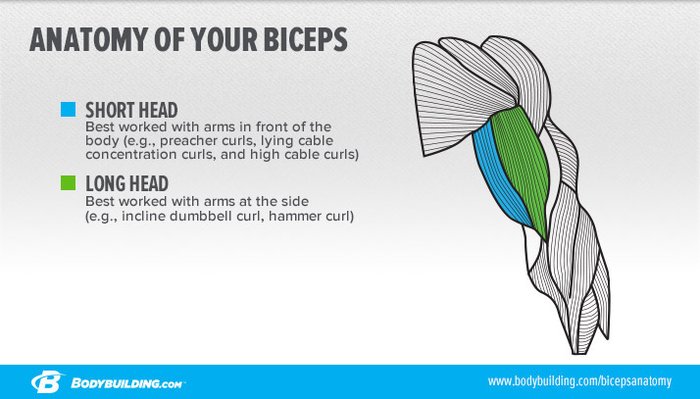 ANATOMY OF YOUR BICEPS
SHORT HEAD
Best worked with arms in front of the
body (e.g., preacher curls, lying cable
concentration curls, and high cable curls)
LONG HEAD
Best worked with arms at the side
(e.g., incline dumbbell curl, hammer curl)
B BODYBUILDING.COM
www.bodybuilding.com/bicepsanatomy